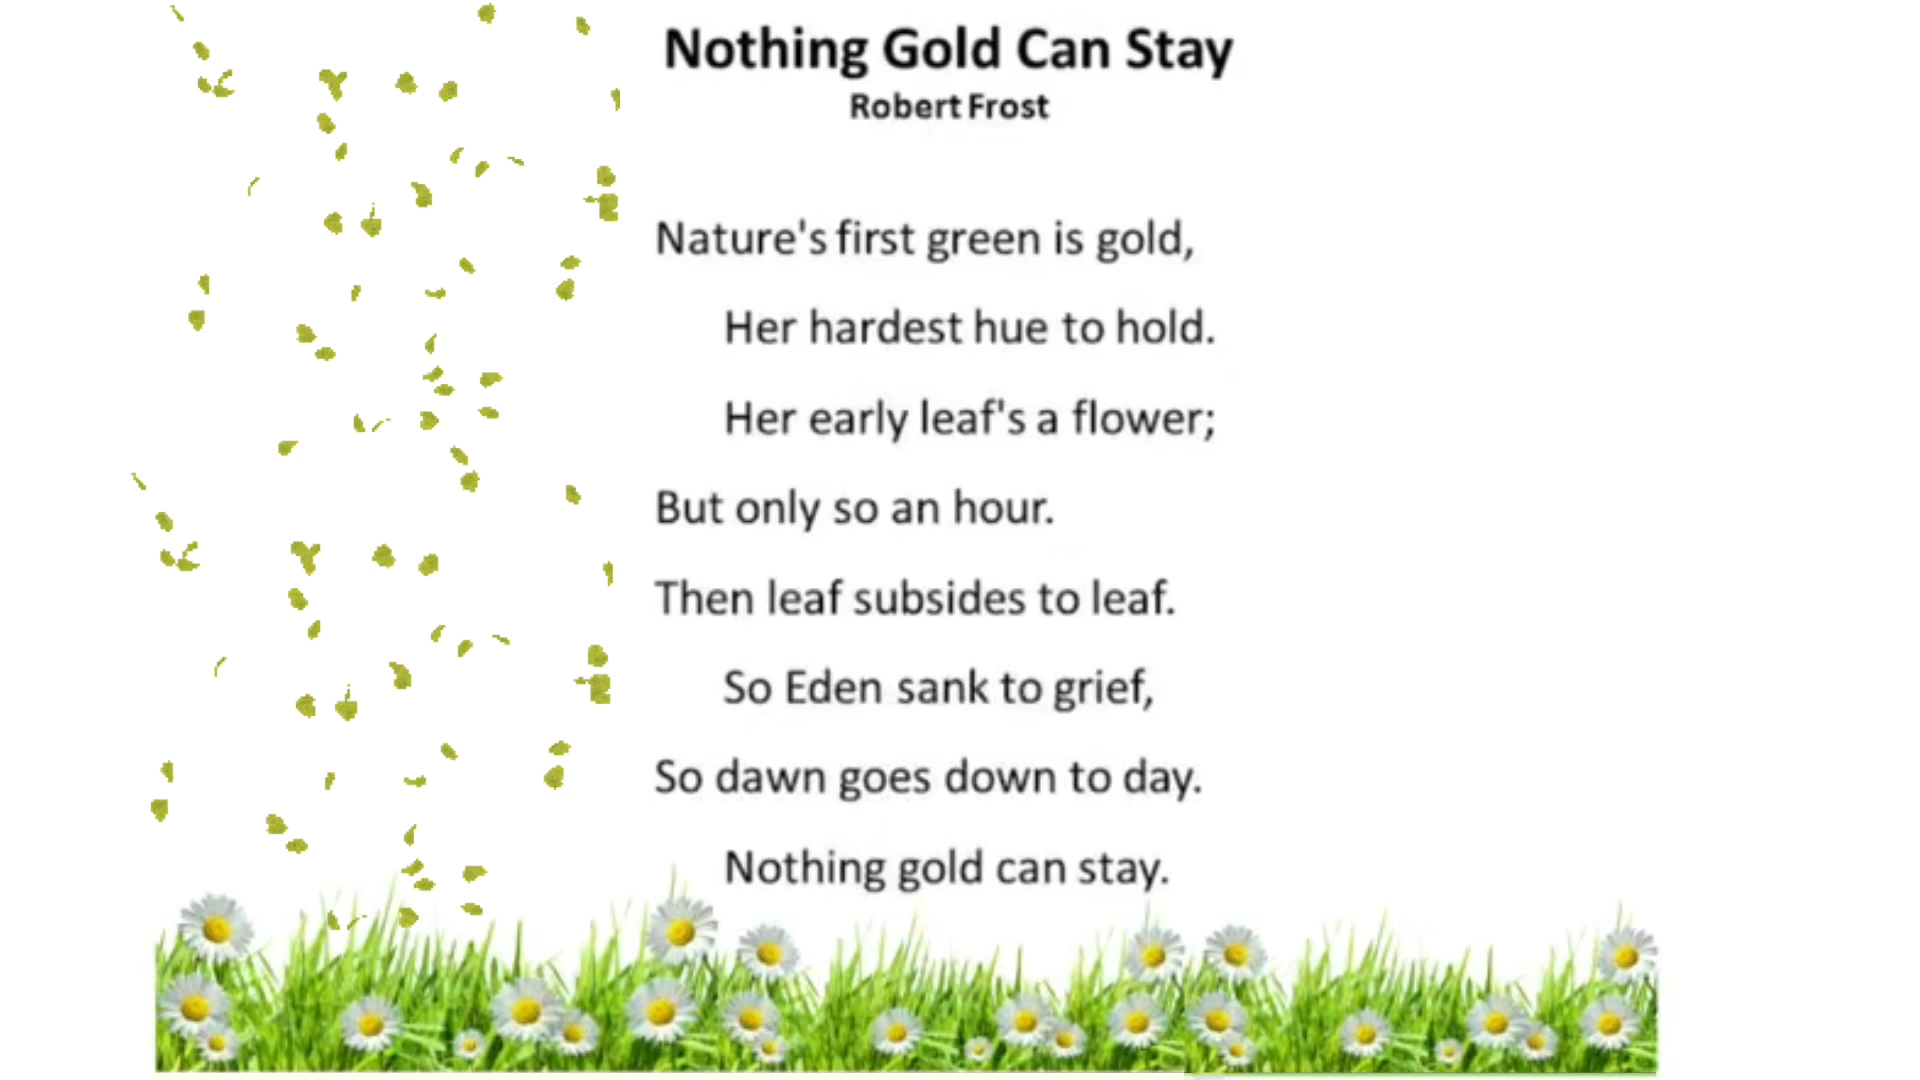 Nothing Gold Can Stay
Robert Frost
Nature's first green is gold,
Her hardest hue to hold.
Her early leaf's a flower;
But only so an hour.
Then leaf subsides to leaf.
So Eden sank to grief,
So dawn goes down to day.
Nothing gold can stay.